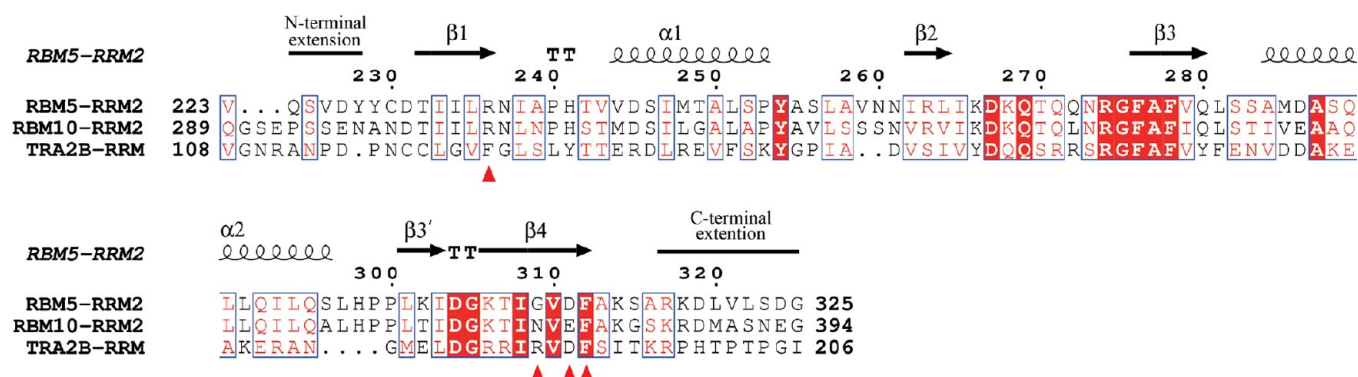 N-terminal
extension β1 α1 β2 β3
RBM5-RRM2 TT
230 240 250 260 270 280
RBM5-RRM2 223 V...QSVDYYCDTIILRNIAPHTVVDSIMTALSPYASLAVNNIRLIKDKQTQQNRGFAFVQLSSAMDASQ
RBM10-RRM2 289 QGSEPSSENANDTIILRNLNPHSTMDSILGALAPYAVLSSSNVRVIKDKQTQLNRGFAFIQLSTIVEAAQ
TRA2B-RRM 108 VGNRANPD.PNCCLGVFGLSLYTTERDLREVFSKYGPIA..DVSIVYDQQSRRSRGFAFVYFENVDDAKE
α2 β3′ β4 C-terminal
extention
RBM5-RRM2 TT
300 310 320
RBM5-RRM2 LLQILQSLHPPLKIDGKTIGVDFAKSARKDLVLSDG 325
RBM10-RRM2 LLQILQALHPPLTIDGKTINVEFAKGSKRDMASNEG 394
TRA2B-RRM AKERAN....GMELDGRRIRVDFSITKRPHTPTPGI 206